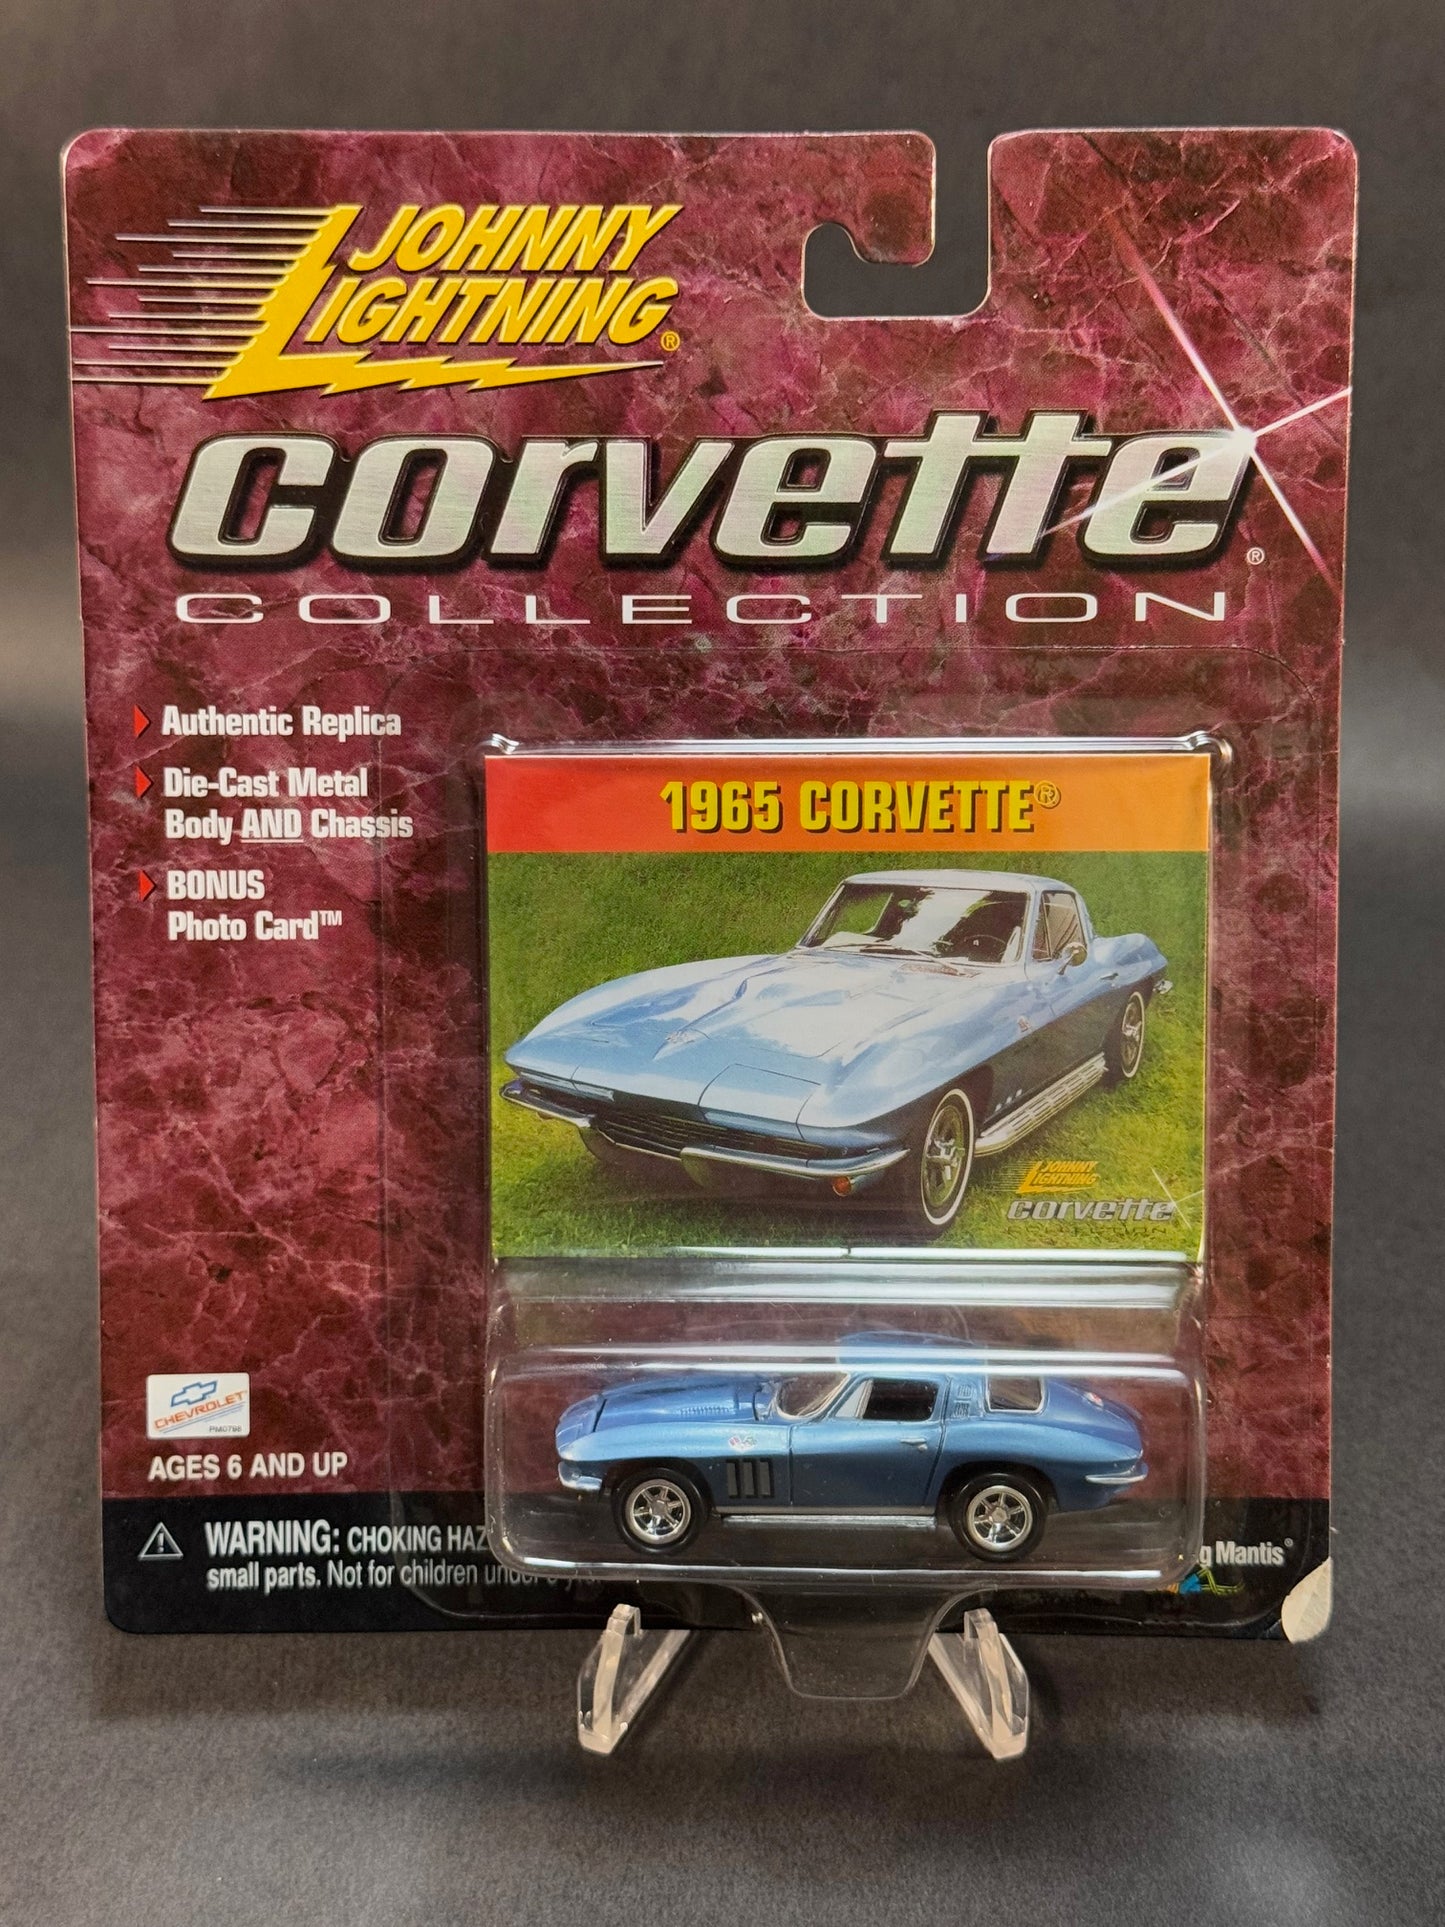 JOHNNY
LIGHTNING®
corvette®
COLLECTION
Authentic Replica
Die-Cast Metal
Body AND Chassis
BONUS
Photo Card™
1965 CORVETTE®
JOHNNY
LIGHTNING
corvette
CHEVROLET
PM0798
AGES 6 AND UP
WARNING: CHOKING HAZ
small parts. Not for children under
g Mantis®